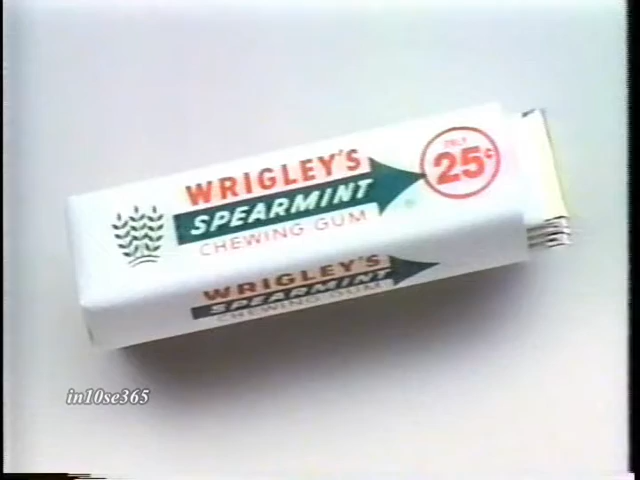 WRIGLEY'S
SPEARMINT
CHEWING GUM
ONLY
25¢
WRIGLEY'S
SPEARMINT
CHEWING GUM
in10se365